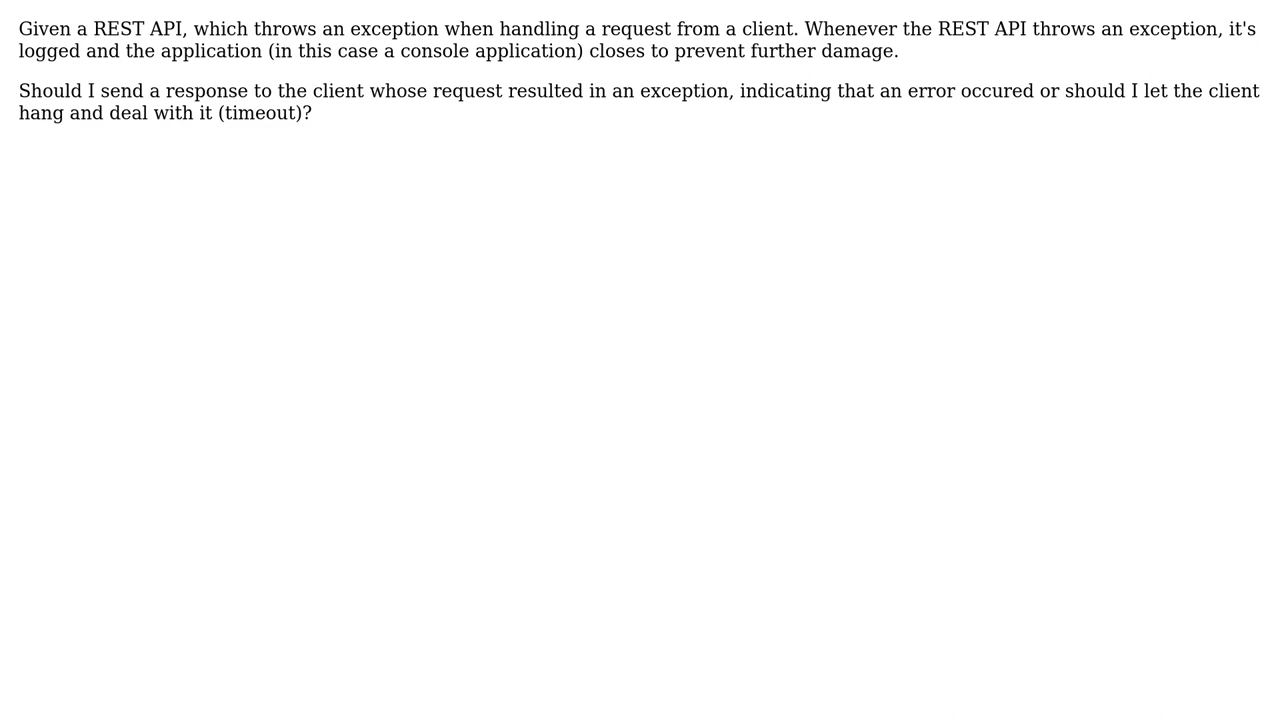 Given a REST API, which throws an exception when handling a request from a client. Whenever the REST API throws an exception, it's
logged and the application (in this case a console application) closes to prevent further damage.
Should I send a response to the client whose request resulted in an exception, indicating that an error occured or should I let the client
hang and deal with it (timeout)?